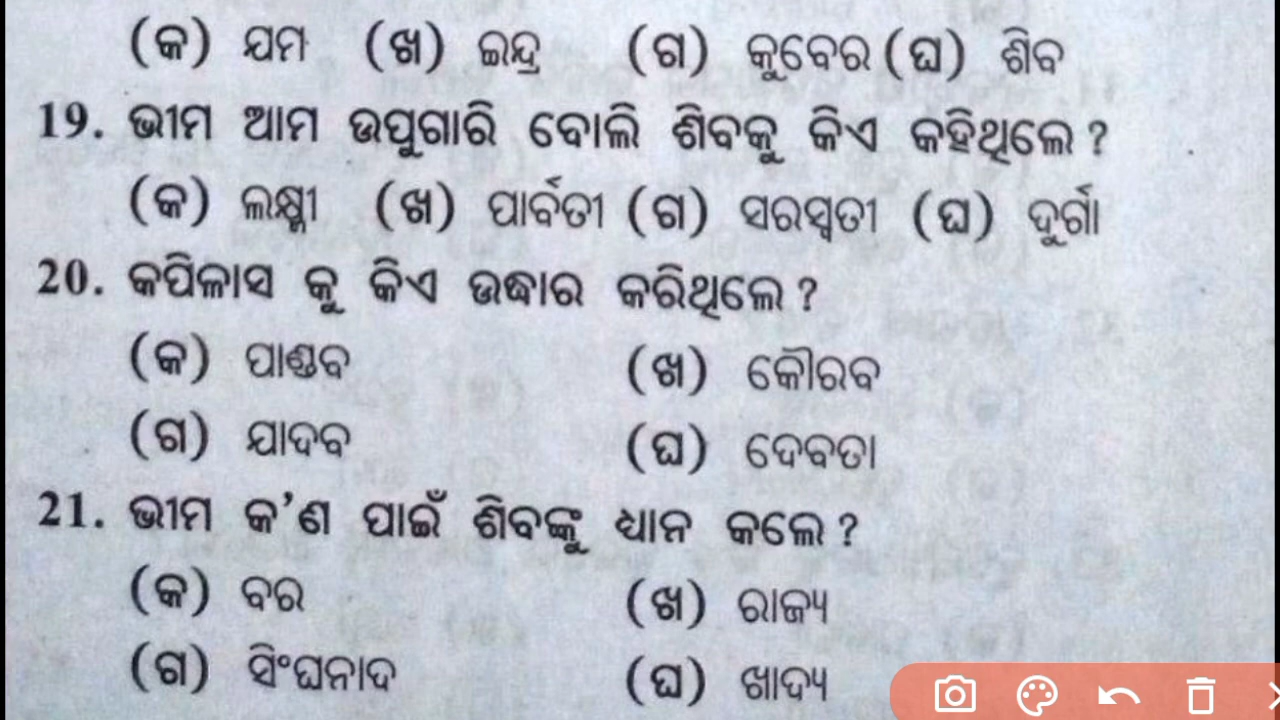 (କ) ଯମ (ଖ) ଇନ୍ଦ୍ର (ଗ) କୁବେର (ଘ) ଶିବ
19. ଭୀମ ଆମ ଉପୁଗାରି ବୋଲି ଶିବକୁ କିଏ କହିଥିଲେ ?
(କ) ଲକ୍ଷ୍ମୀ (ଖ) ପାର୍ବତୀ (ଗ) ସରସ୍ୱତୀ (ଘ) ଦୁର୍ଗା
20. କପିଳାସ କୁ କିଏ ଉଦ୍ଧାର କରିଥିଲେ ?
(କ) ପାଣ୍ଡବ (ଖ) କୌରବ
(ଗ) ଯାଦବ (ଘ) ଦେବତା
21. ଭୀମ କ'ଣ ପାଇଁ ଶିବଙ୍କୁ ଧ୍ୟାନ କଲେ ?
(କ) ବର (ଖ) ରାଜ୍ୟ
(ଗ) ସିଂଘନାଦ (ଘ) ଖାଦ୍ୟ